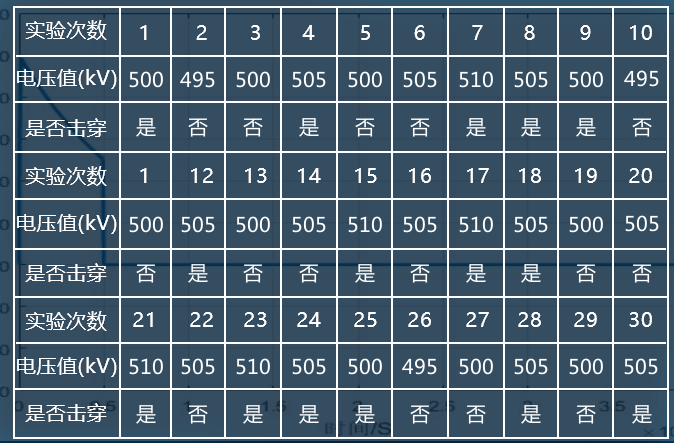 实验次数 1 2 3 4 5 6 7 8 9 10
电压值(kV) 500 495 500 505 500 505 510 505 500 495
是否击穿 是 否 否 是 否 否 是 是 是 否
实验次数 1 12 13 14 15 16 17 18 19 20
电压值(kV) 500 505 500 505 510 505 510 505 500 505
是否击穿 否 是 否 否 是 否 是 是 否 否
实验次数 21 22 23 24 25 26 27 28 29 30
电压值(kV) 510 505 510 505 500 495 500 505 500 505
是否击穿 是 否 是 是 是 否 否 是 否 是
时间/S